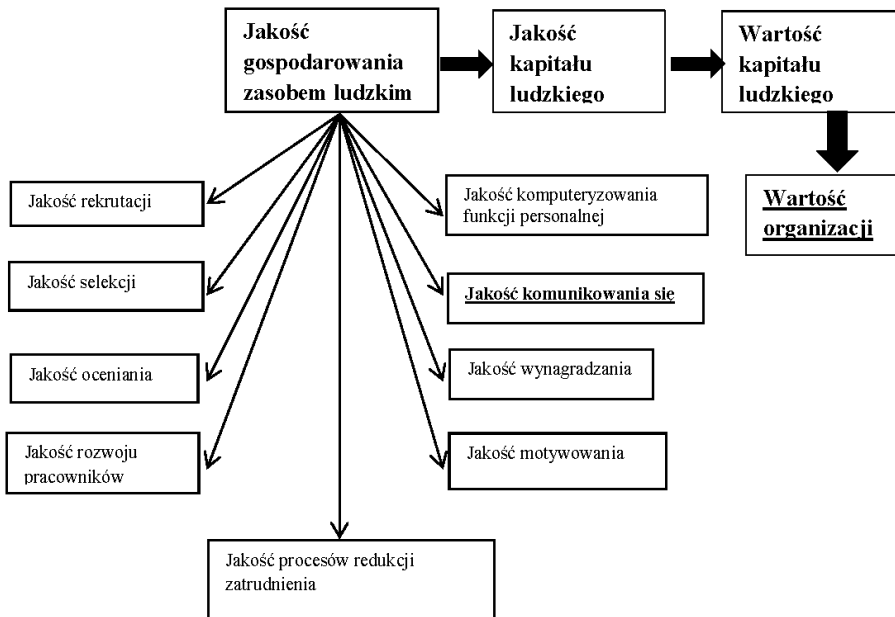 Jakość
gospodarowania
zasobem ludzkim
Jakość
kapitału
ludzkiego
Wartość
kapitału
ludzkiego
Wartość
organizacji
Jakość rekrutacji
Jakość komputeryzowania
funkcji personalnej
Jakość selekcji
Jakość komunikowania się
Jakość oceniania
Jakość wynagradzania
Jakość rozwoju
pracowników
Jakość motywowania
Jakość procesów redukcji
zatrudnienia